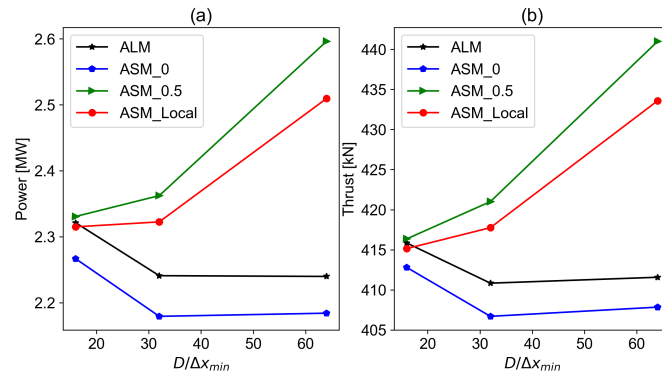 (a)
2.6
2.5
2.4
2.3
2.2
Power [MW]
ALM
ASM_0
ASM_0.5
ASM_Local
20 30 40 50 60
D/Δx_min
(b)
440
435
430
425
420
415
410
405
Thrust [kN]
ALM
ASM_0
ASM_0.5
ASM_Local
20 30 40 50 60
D/Δx_min